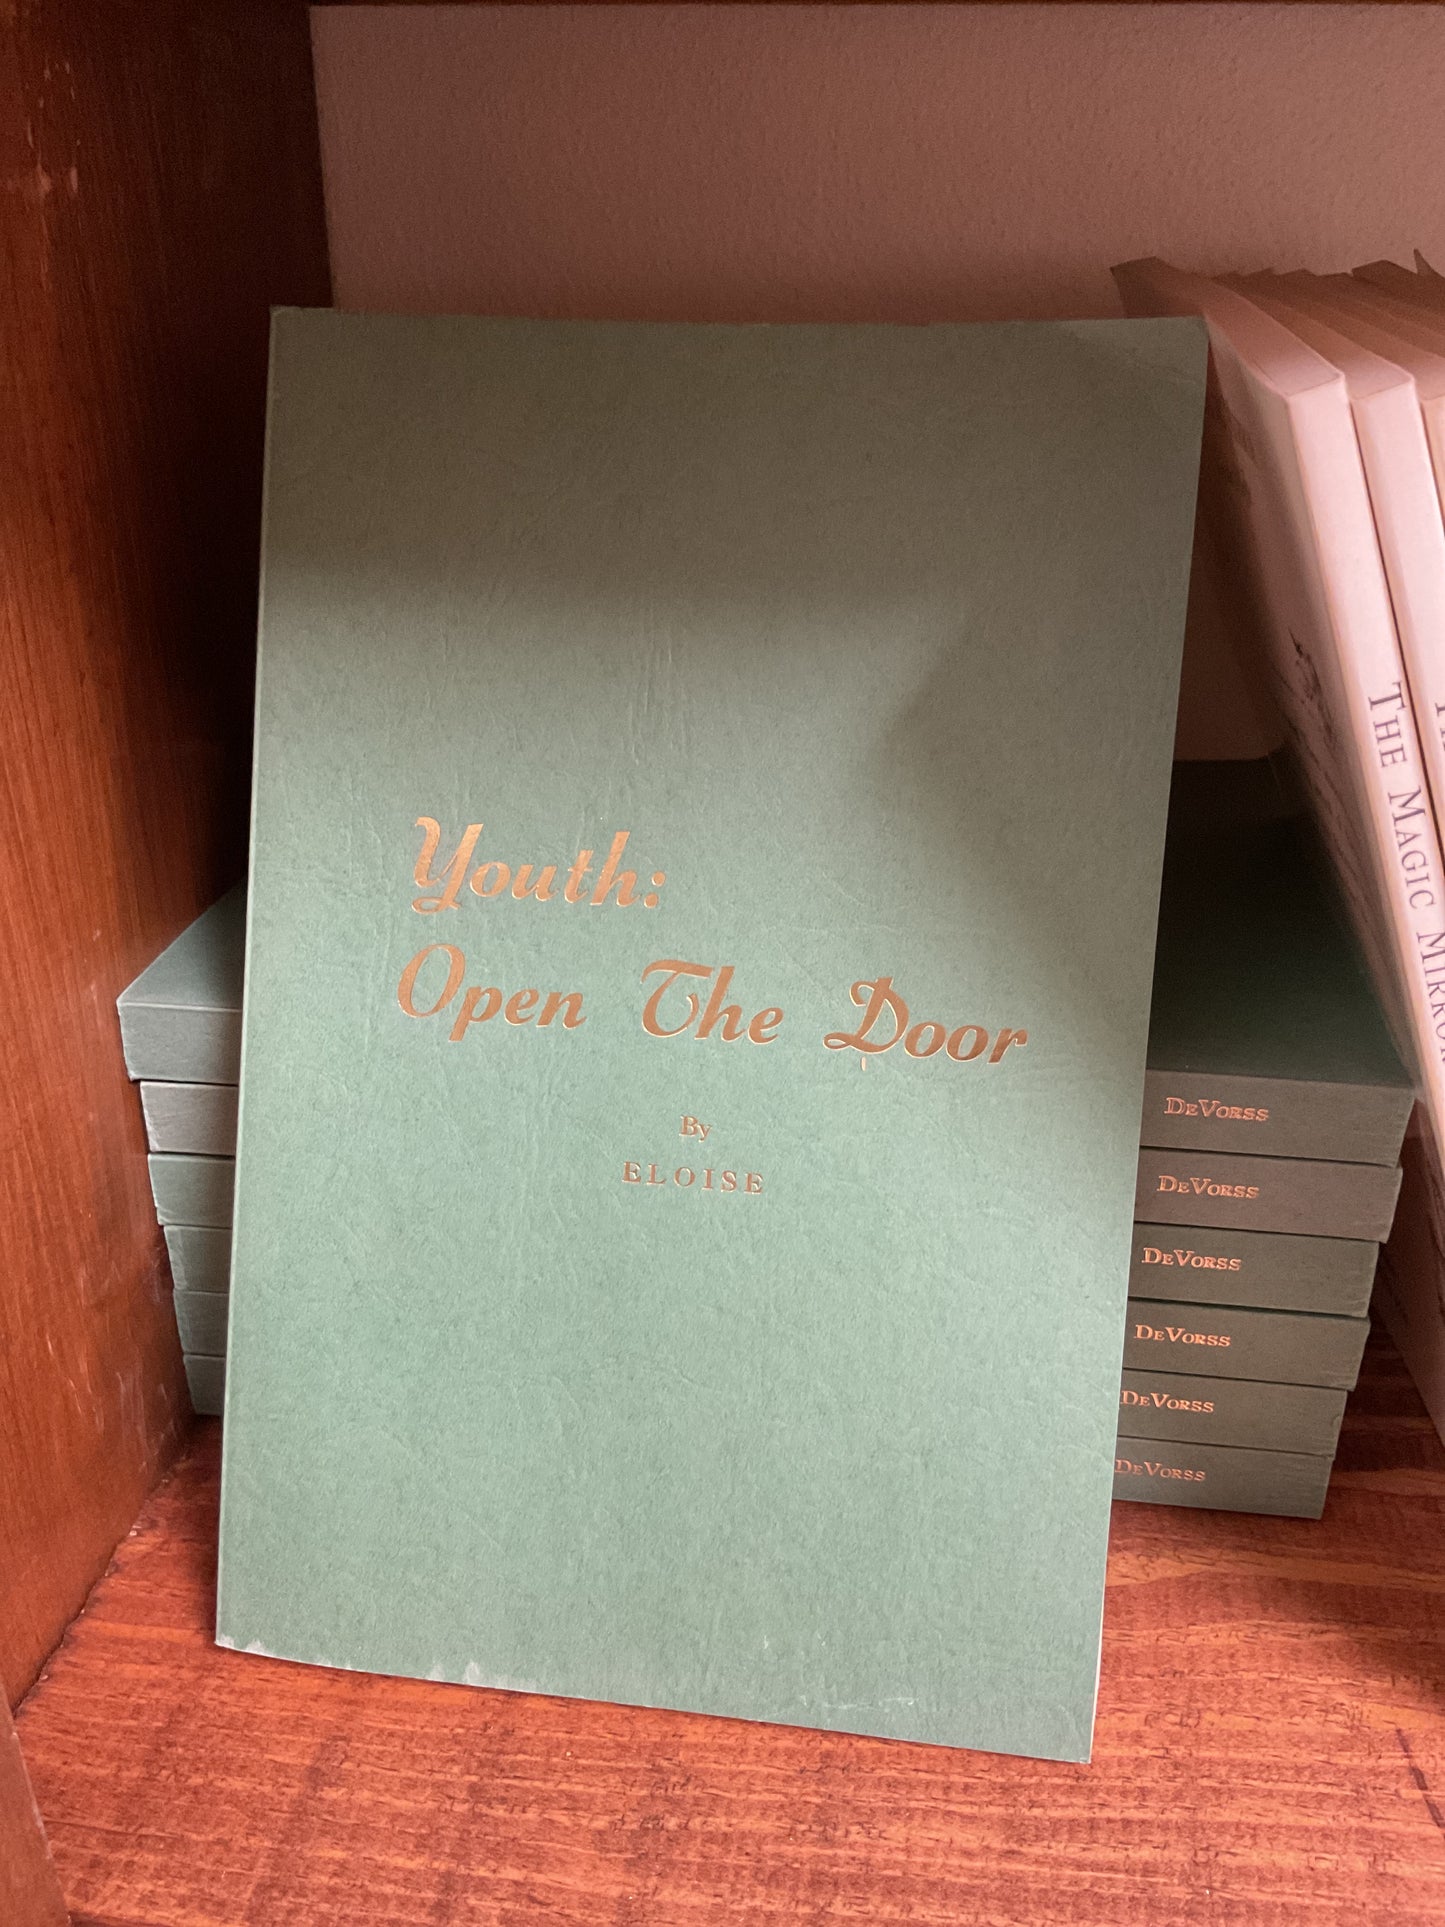 Youth:
Open The Door
By
ELOISE
DeVorss
DeVorss
DeVorss
DeVorss
DeVorss
DeVorss
THE MAGIC MIRROR